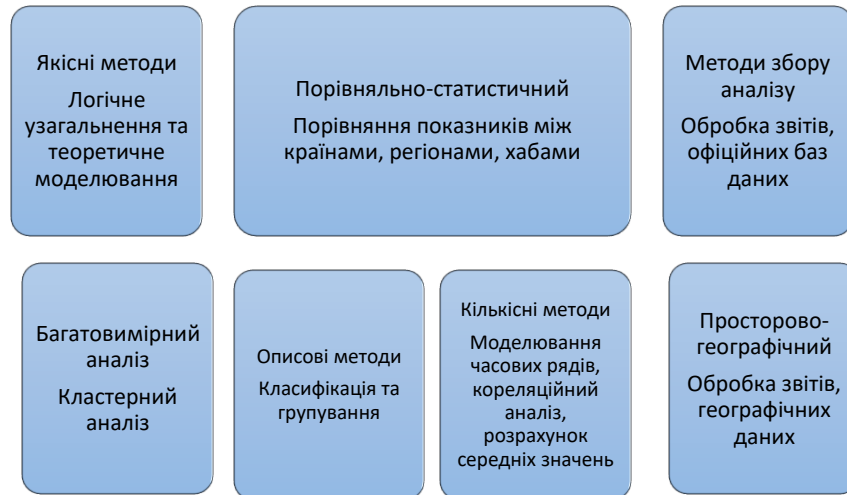 Якісні методи
Логічне
узагальнення та
теоретичне
моделювання
Порівняльно-статистичний
Порівняння показників між
країнами, регіонами, хабами
Методи збору
аналізу
Обробка звітів,
офіційних баз
даних
Багатовимірний
аналіз
Кластерний
аналіз
Описові методи
Класифікація та
групування
Кількісні методи
Моделювання
часових рядів,
кореляційний
аналіз,
розрахунок
середніх значень
Просторово-
географічний
Обробка звітів,
географічних
даних